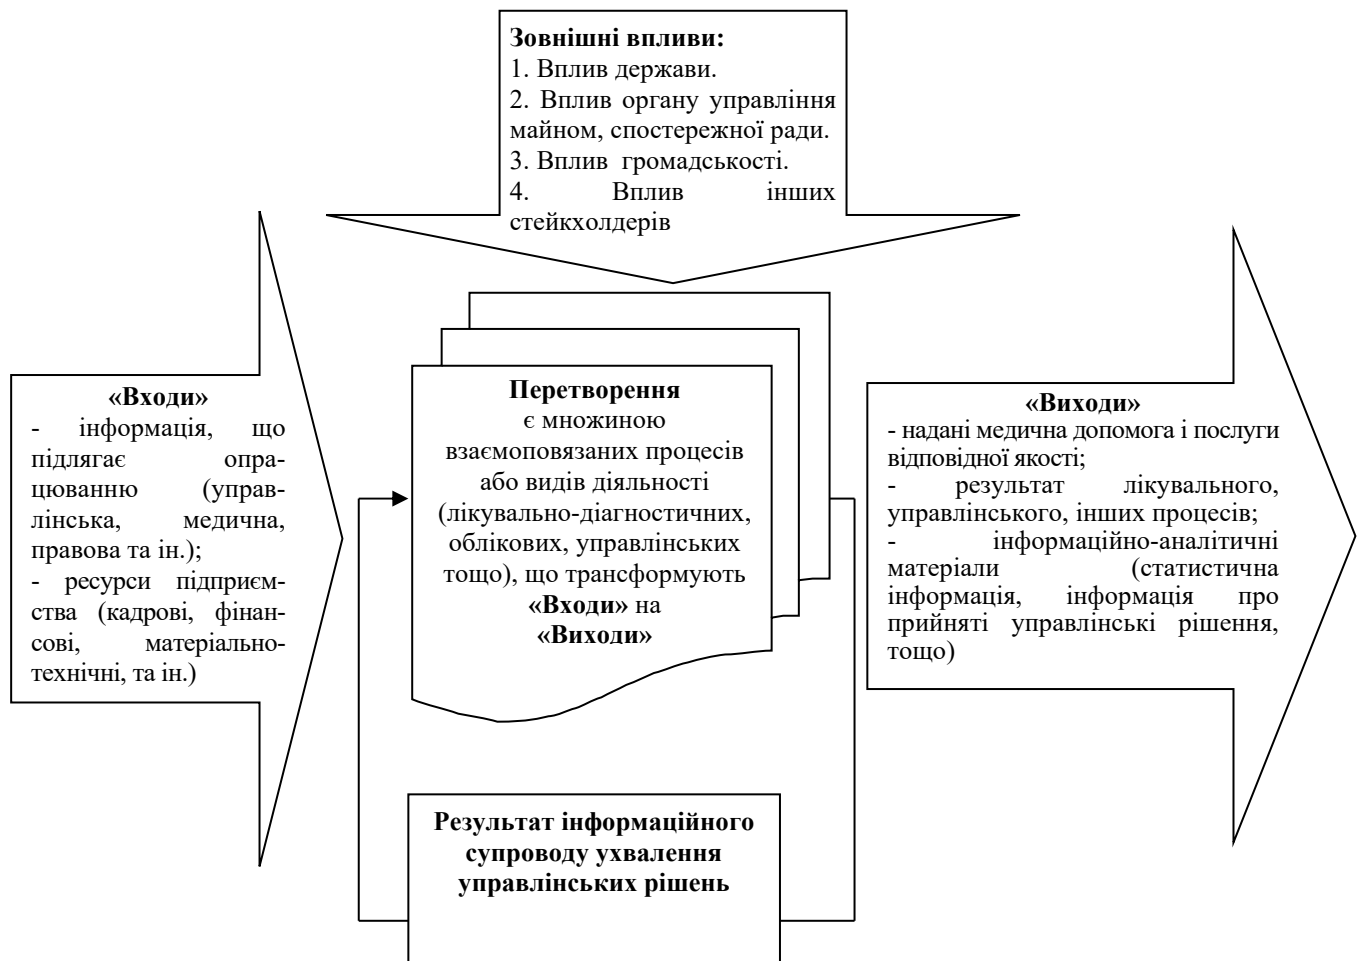 Зовнішні впливи:
1. Вплив держави.
2. Вплив органу управління
майном, спостережної ради.
3. Вплив громадськості.
4. Вплив інших
стейкхолдерів
«Входи»
- інформація, що
підлягає опра-
цюванню (управ-
лінська, медична,
правова та ін.);
- ресурси підприєм-
ства (кадрові, фінан-
сові, матеріально-
технічні, та ін.)
Перетворення
є множиною
взаємоповязаних процесів
або видів діяльності
(лікувально-діагностичних,
облікових, управлінських
тощо), що трансформують
«Входи» на
«Виходи»
«Виходи»
- надані медична допомога і послуги
відповідної якості;
- результат лікувального,
управлінського, інших процесів;
- інформаційно-аналітичні
матеріали (статистична
інформація, інформація про
прийняті управлінські рішення,
тощо)
Результат інформаційного
супроводу ухвалення
управлінських рішень